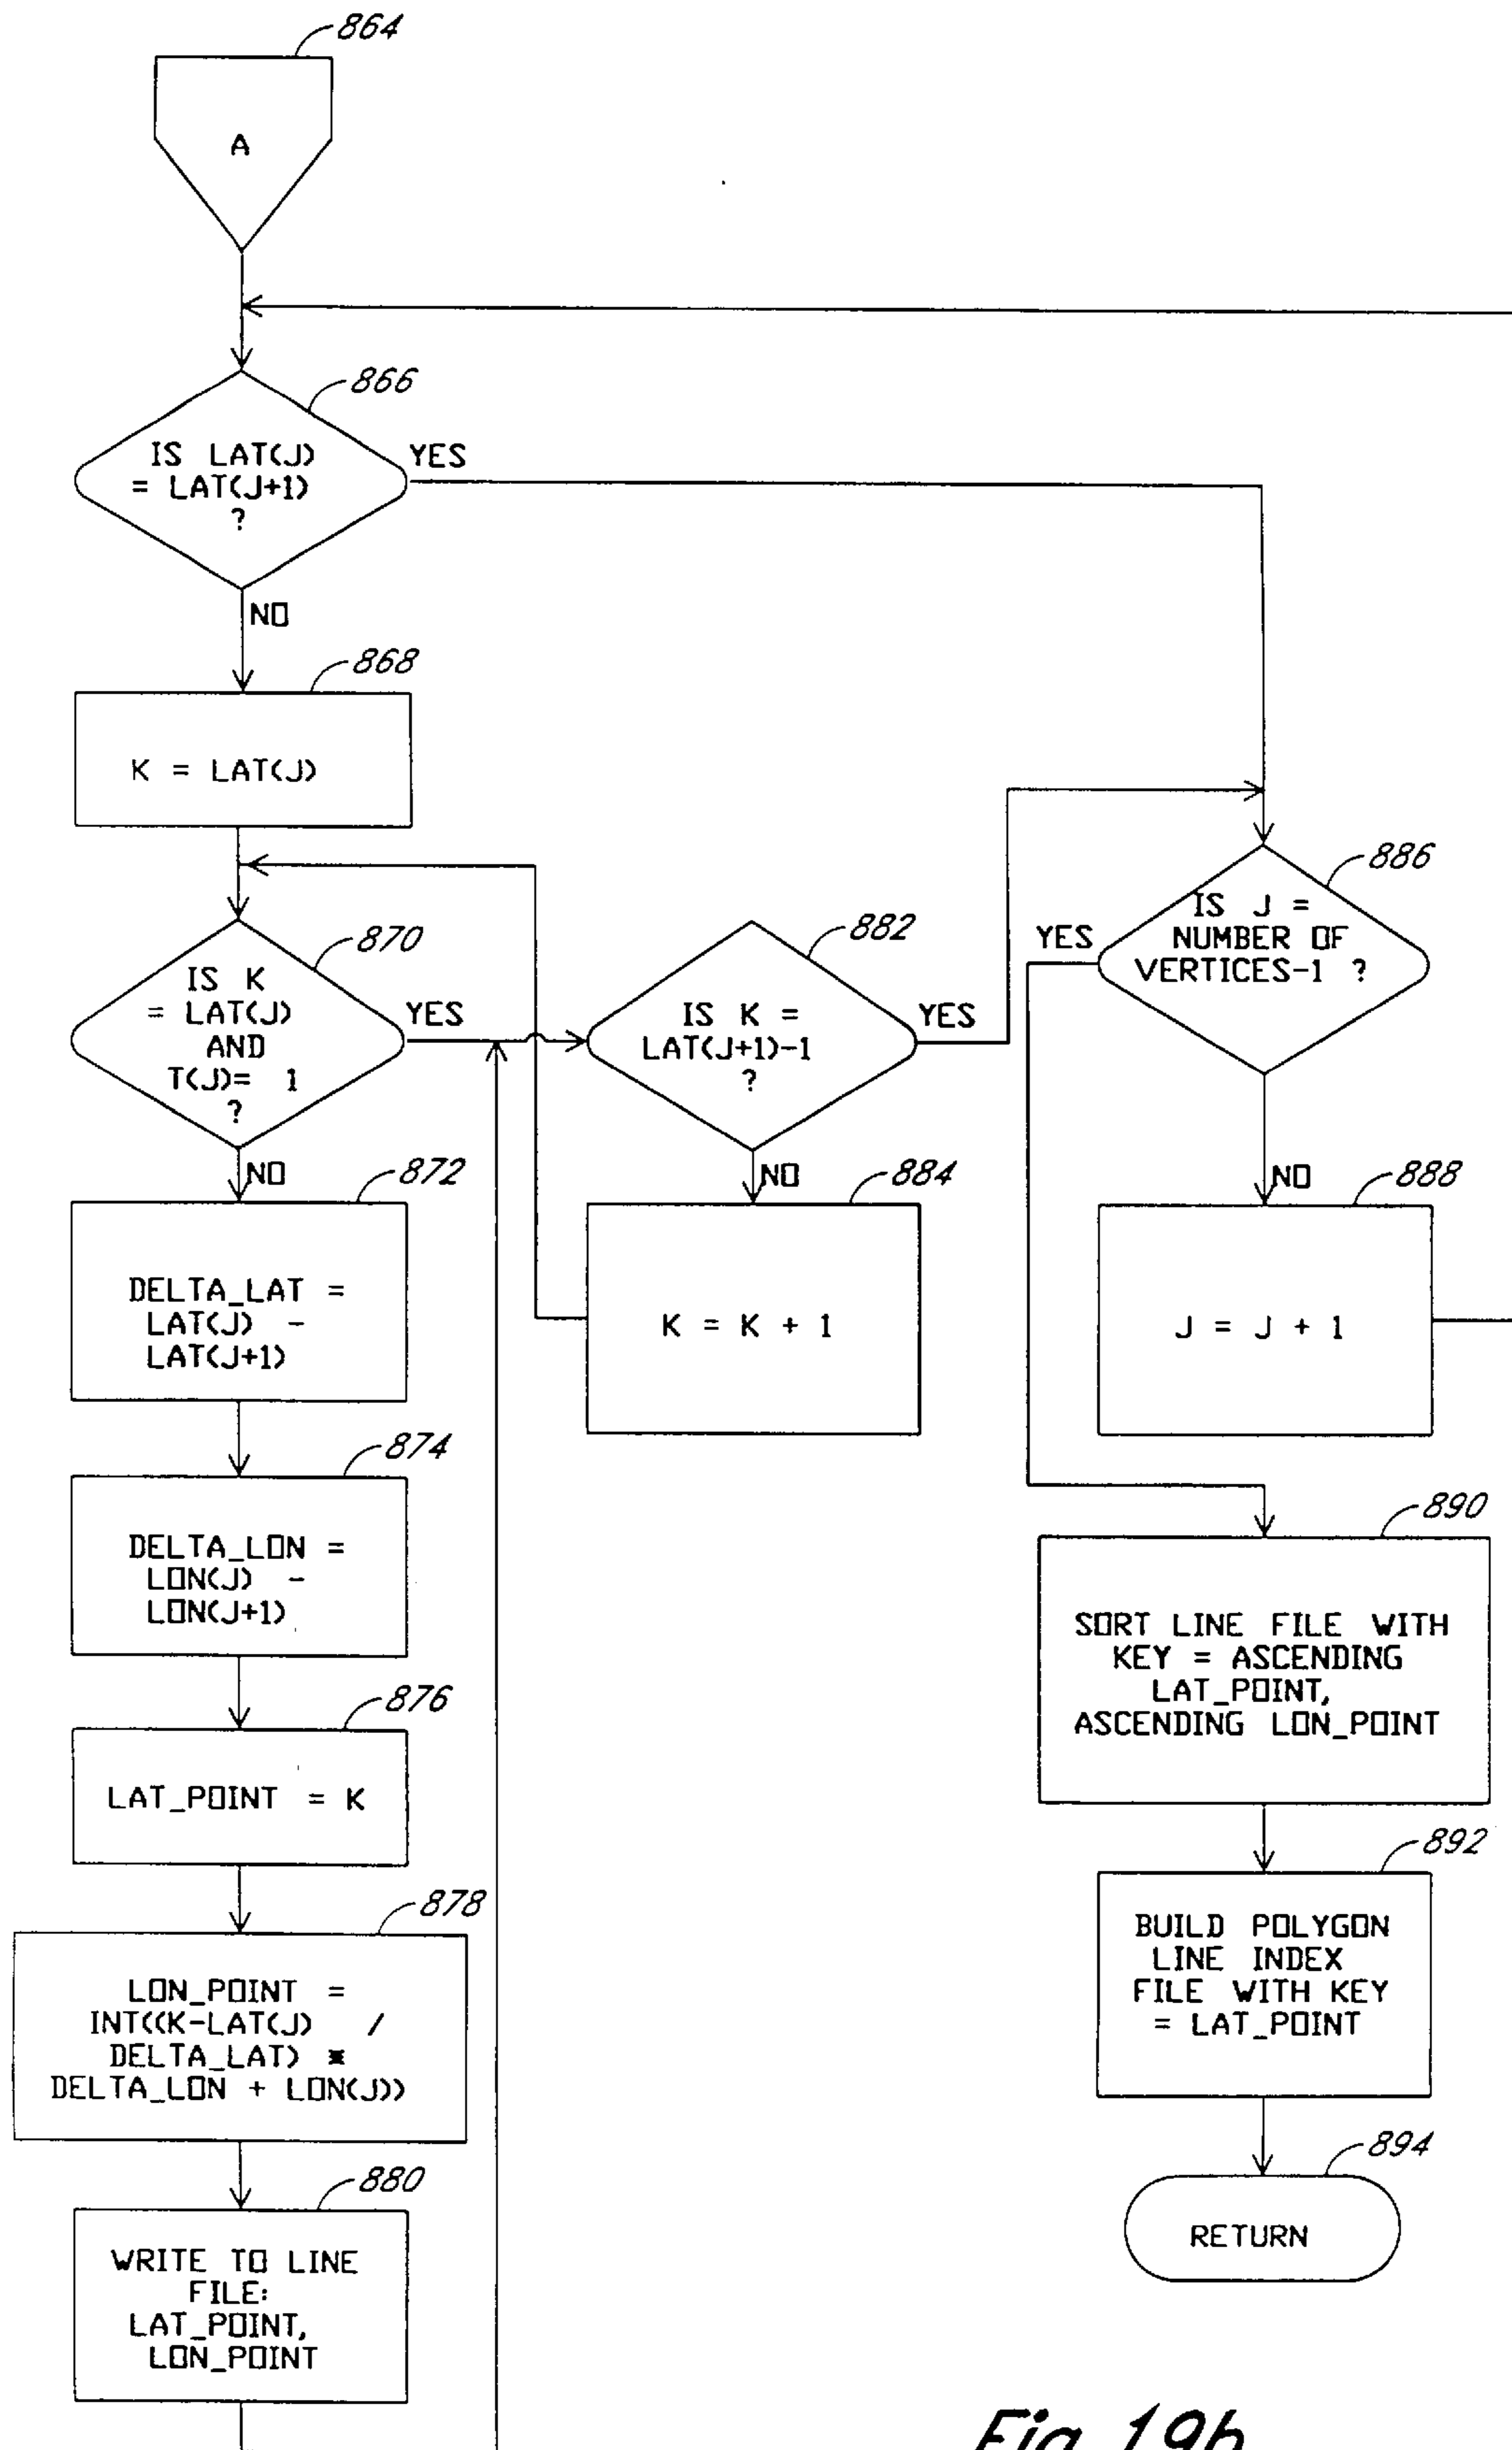 864
A
866
IS LAT(J)
= LAT(J+1)
?
YES
NO
868
K = LAT(J)
870
IS K
= LAT(J)
AND
T(J)= 1
?
YES
NO
872
DELTA_LAT =
LAT(J) -
LAT(J+1)
874
DELTA_LON =
LON(J) -
LON(J+1)
876
LAT_POINT = K
878
LON_POINT =
INT((K-LAT(J) /
DELTA_LAT) *
DELTA_LON + LON(J))
880
WRITE TO LINE
FILE:
LAT_POINT,
LON_POINT
882
IS K =
LAT(J+1)-1
?
YES
NO
884
K = K + 1
886
IS J =
NUMBER OF
VERTICES-1 ?
YES
NO
888
J = J + 1
890
SORT LINE FILE WITH
KEY = ASCENDING
LAT_POINT,
ASCENDING LON_POINT
892
BUILD POLYGON
LINE INDEX
FILE WITH KEY
= LAT_POINT
894
RETURN
Fig. 19b